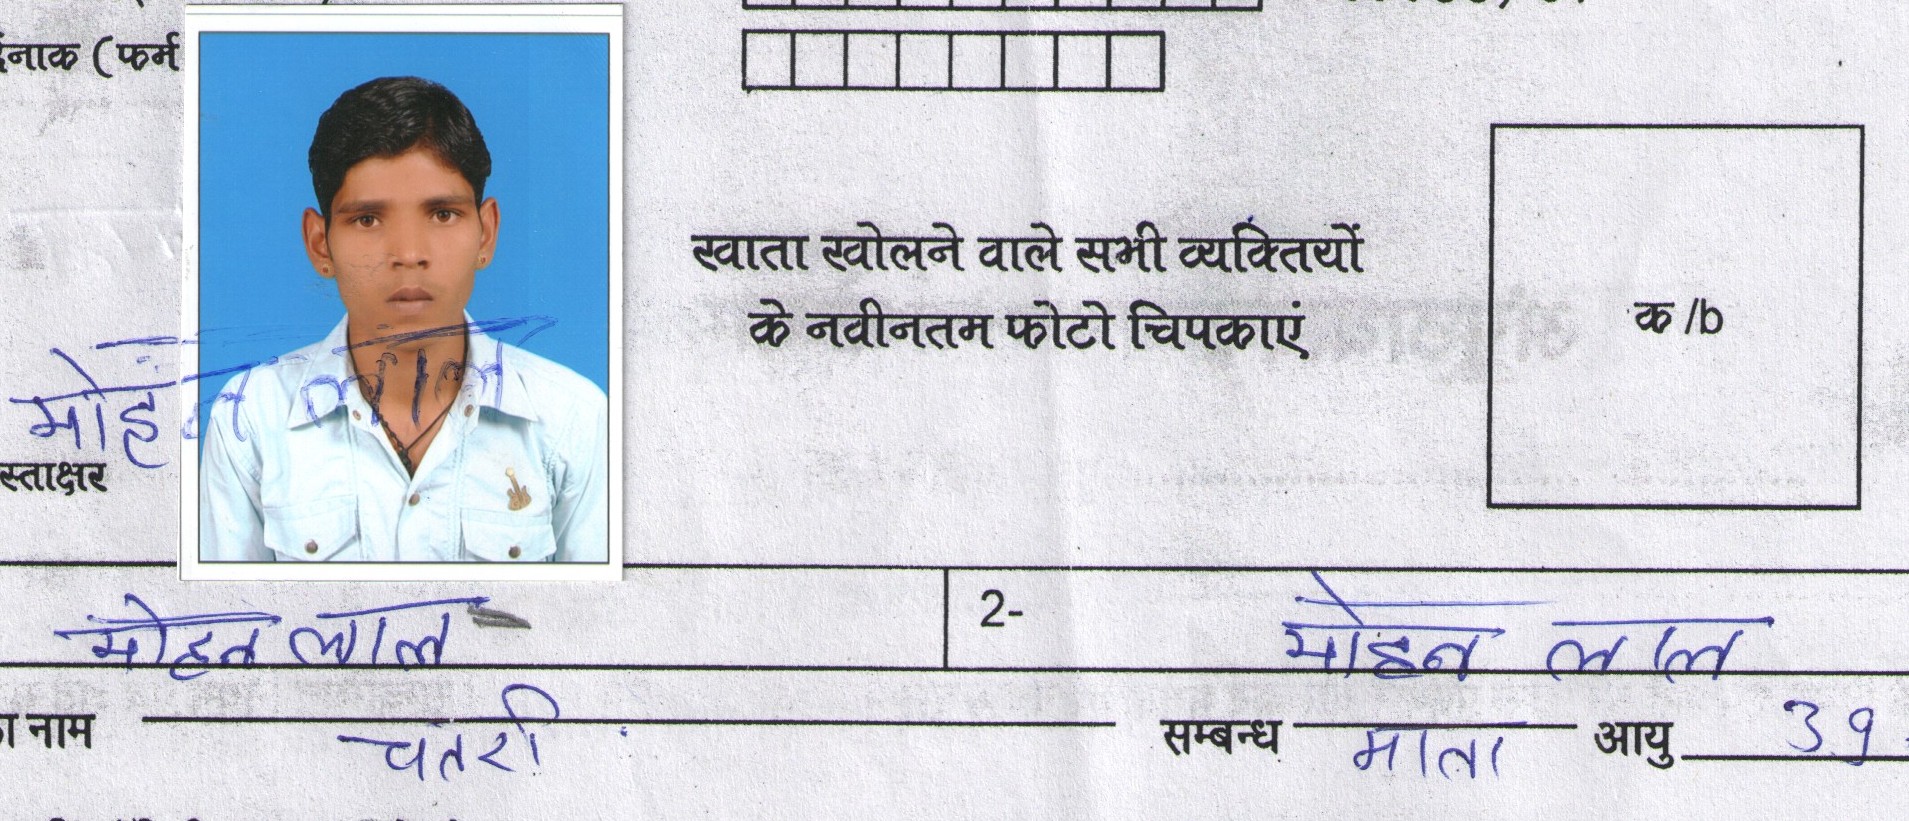 दिनाक ( फर्म
खाता खोलने वाले सभी व्यक्तियों
के नवीनतम फोटो चिपकाएं
क /b
मोहन लाल
स्ताक्षर
मोहन लाल
2- मोहन लाल
का नाम चतरी सम्बन्ध माता आयु 39